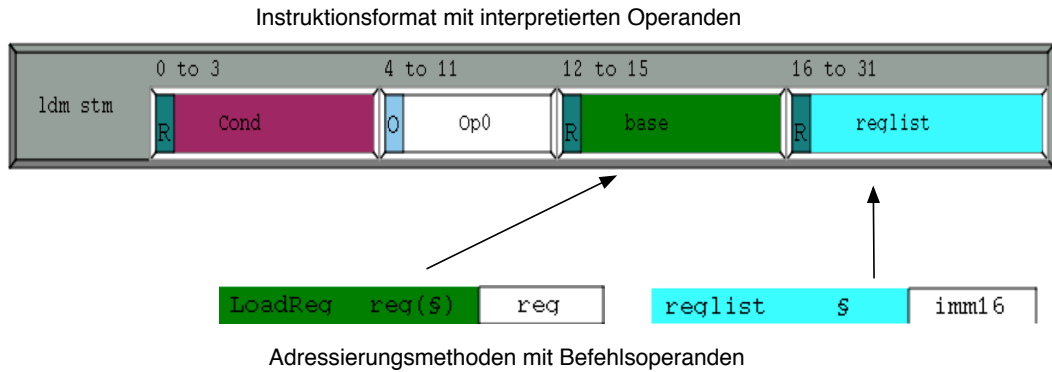 Instruktionsformat mit interpretierten Operanden
0 to 3 4 to 11 12 to 15 16 to 31
ldm stm R Cond O Op0 R base R reglist
LoadReg reg(§) reg reglist § imm16
Adressierungsmethoden mit Befehlsoperanden